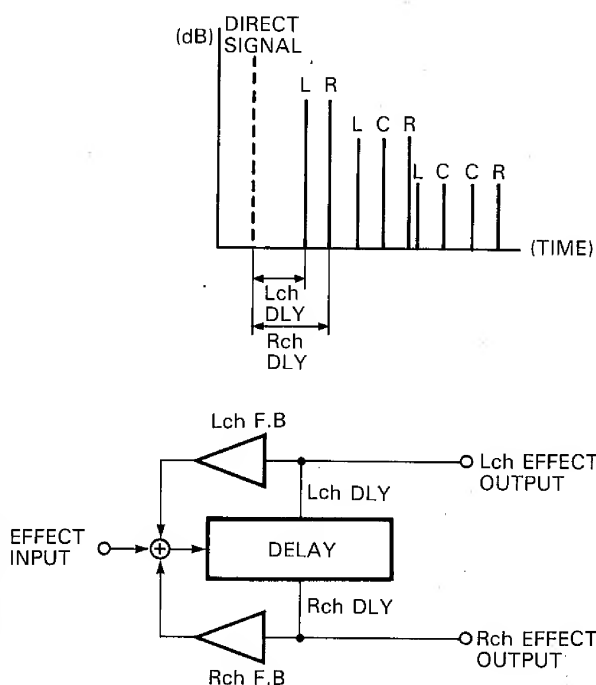 (dB)
DIRECT
SIGNAL
L R
L C R
L C C R
(TIME)
Lch
DLY
Rch
DLY
Lch F.B
Lch EFFECT
OUTPUT
Lch DLY
EFFECT
INPUT
+
DELAY
Rch DLY
Rch F.B
Rch EFFECT
OUTPUT